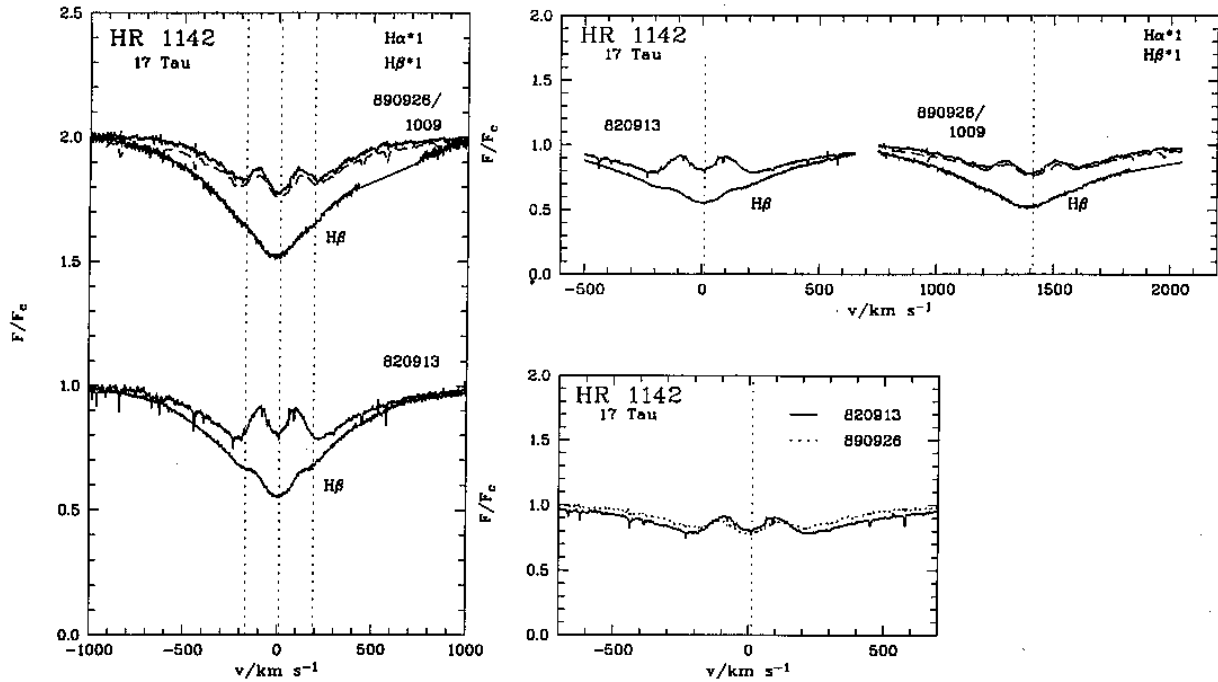 HR 1142
17 Tau
Hα*1
Hβ*1
890926/
1009
Hβ
820913
Hβ
2.5
2.0
1.5
1.0
0.5
0.0
F/Fc
-1000
-500
0
500
1000
v/km s⁻¹
HR 1142
17 Tau
Hα*1
Hβ*1
820913
890926/
1009
Hβ
Hβ
2.0
1.5
1.0
0.5
0.0
F/Fc
-500
0
500
1000
1500
2000
v/km s⁻¹
HR 1142
17 Tau
820913
890926
2.0
1.5
1.0
0.5
0.0
F/Fc
-500
0
500
v/km s⁻¹